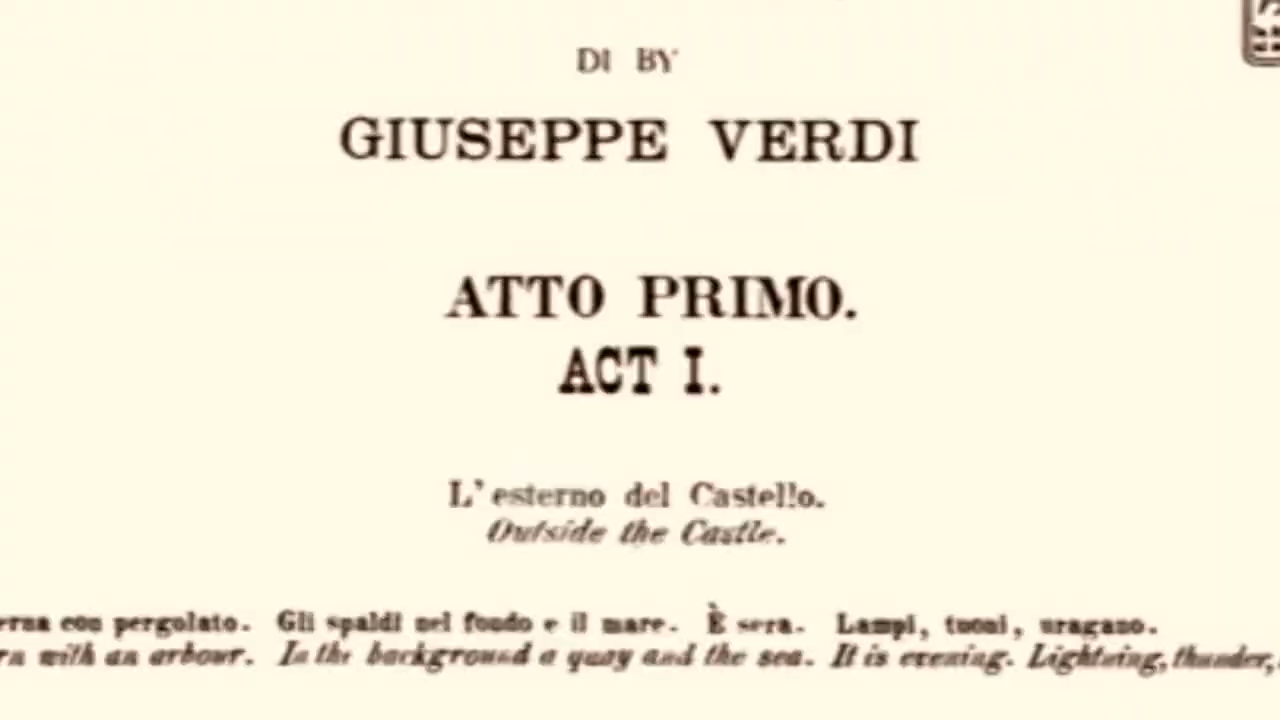 DI BY
GIUSEPPE VERDI
ATTO PRIMO.
ACT I.
L'esterno del Castello.
Outside the Castle.
erna con pergolato. Gli spaldi nel fondo e il mare. È sera. Lampi, tuoni, uragano.
rn with an arbour. In the background a quay and the sea. It is evening. Lightning, thunder,